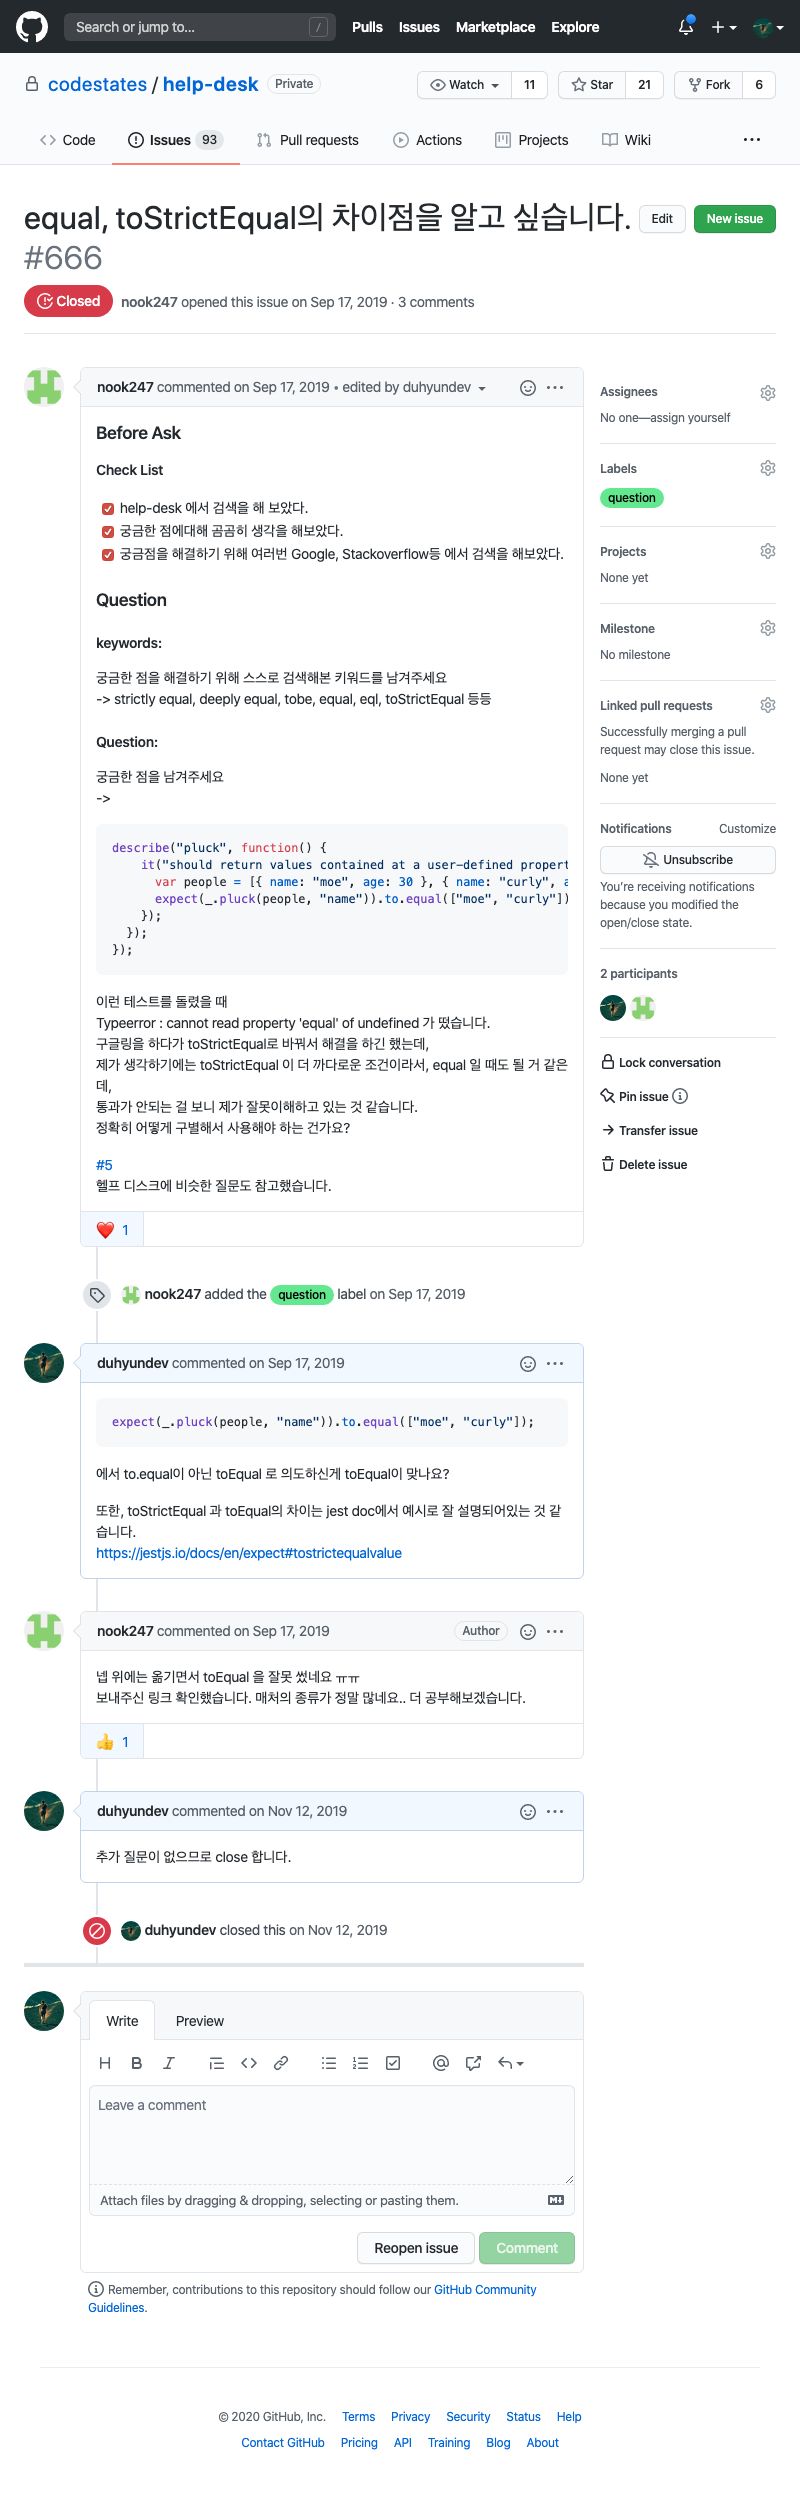 Search or jump to... /
Pulls Issues Marketplace Explore
codestates / help-desk Private
Watch 11 Star 21 Fork 6
Code Issues 93 Pull requests Actions Projects Wiki
equal, toStrictEqual의 차이점을 알고 싶습니다.
#666
Edit New issue
Closed nook247 opened this issue on Sep 17, 2019 · 3 comments
nook247 commented on Sep 17, 2019 • edited by duhyundev
Before Ask
Check List
help-desk 에서 검색을 해 보았다.
궁금한 점에대해 곰곰히 생각을 해보았다.
궁금점을 해결하기 위해 여러번 Google, Stackoverflow등 에서 검색을 해보았다.
Question
keywords:
궁금한 점을 해결하기 위해 스스로 검색해본 키워드를 남겨주세요
-> strictly equal, deeply equal, tobe, equal, eql, toStrictEqual 등등
Question:
궁금한 점을 남겨주세요
->
describe("pluck", function() {
it("should return values contained at a user-defined propert
var people = [{ name: "moe", age: 30 }, { name: "curly", a
expect(_.pluck(people, "name")).to.equal(["moe", "curly"])
});
});
});
이런 테스트를 돌렸을 때
Typeerror : cannot read property 'equal' of undefined 가 떴습니다.
구글링을 하다가 toStrictEqual로 바꿔서 해결을 하긴 했는데,
제가 생각하기에는 toStrictEqual 이 더 까다로운 조건이라서, equal 일 때도 될 거 같은
데,
통과가 안되는 걸 보니 제가 잘못이해하고 있는 것 같습니다.
정확히 어떻게 구별해서 사용해야 하는 건가요?
#5
헬프 디스크에 비슷한 질문도 참고했습니다.
❤️ 1
nook247 added the question label on Sep 17, 2019
duhyundev commented on Sep 17, 2019
expect(_.pluck(people, "name")).to.equal(["moe", "curly"]);
에서 to.equal이 아닌 toEqual 로 의도하신게 toEqual이 맞나요?
또한, toStrictEqual 과 toEqual의 차이는 jest doc에서 예시로 잘 설명되어있는 것 같
습니다.
https://jestjs.io/docs/en/expect#tostrictequalvalue
nook247 commented on Sep 17, 2019 Author
넵 위에는 옮기면서 toEqual 을 잘못 썼네요 ㅠㅠ
보내주신 링크 확인했습니다. 매처의 종류가 정말 많네요.. 더 공부해보겠습니다.
👍 1
duhyundev commented on Nov 12, 2019
추가 질문이 없으므로 close 합니다.
duhyundev closed this on Nov 12, 2019
Write Preview
Leave a comment
Attach files by dragging & dropping, selecting or pasting them.
Reopen issue Comment
Remember, contributions to this repository should follow our GitHub Community
Guidelines.
Assignees
No one—assign yourself
Labels
question
Projects
None yet
Milestone
No milestone
Linked pull requests
Successfully merging a pull
request may close this issue.
None yet
Notifications Customize
Unsubscribe
You're receiving notifications
because you modified the
open/close state.
2 participants
Lock conversation
Pin issue
Transfer issue
Delete issue
© 2020 GitHub, Inc. Terms Privacy Security Status Help
Contact GitHub Pricing API Training Blog About